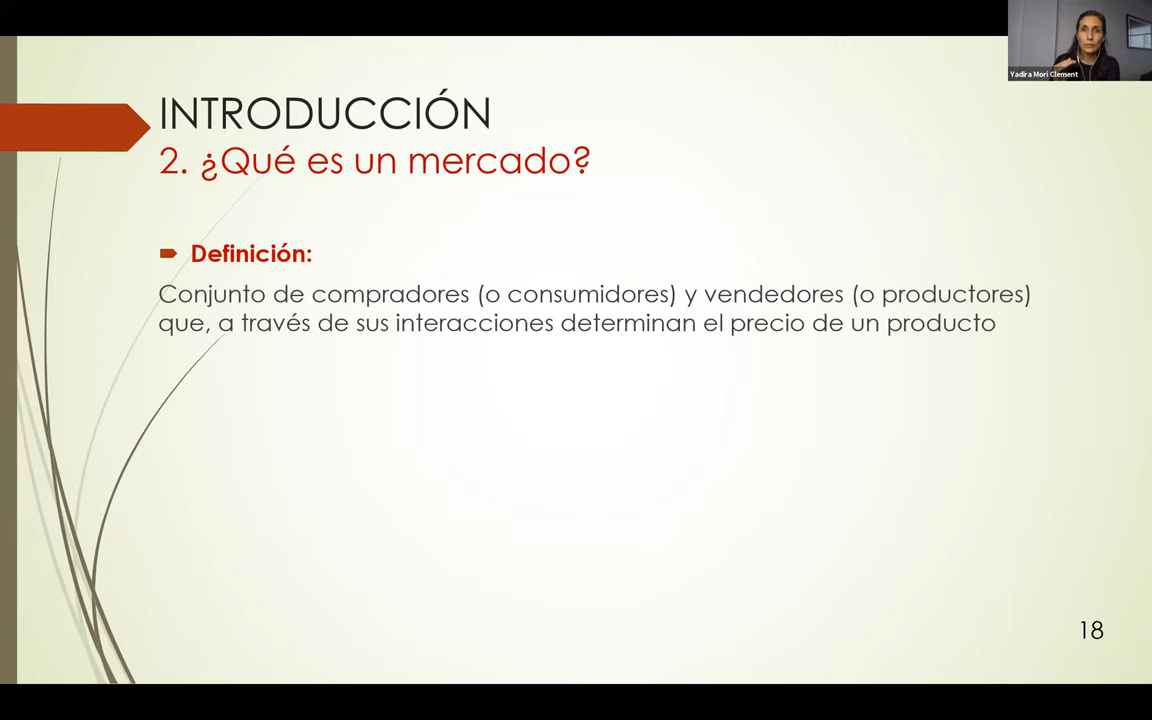 Yadira Mori Clement
INTRODUCCIÓN
2. ¿Qué es un mercado?
Definición:
Conjunto de compradores (o consumidores) y vendedores (o productores)
que, a través de sus interacciones determinan el precio de un producto
18